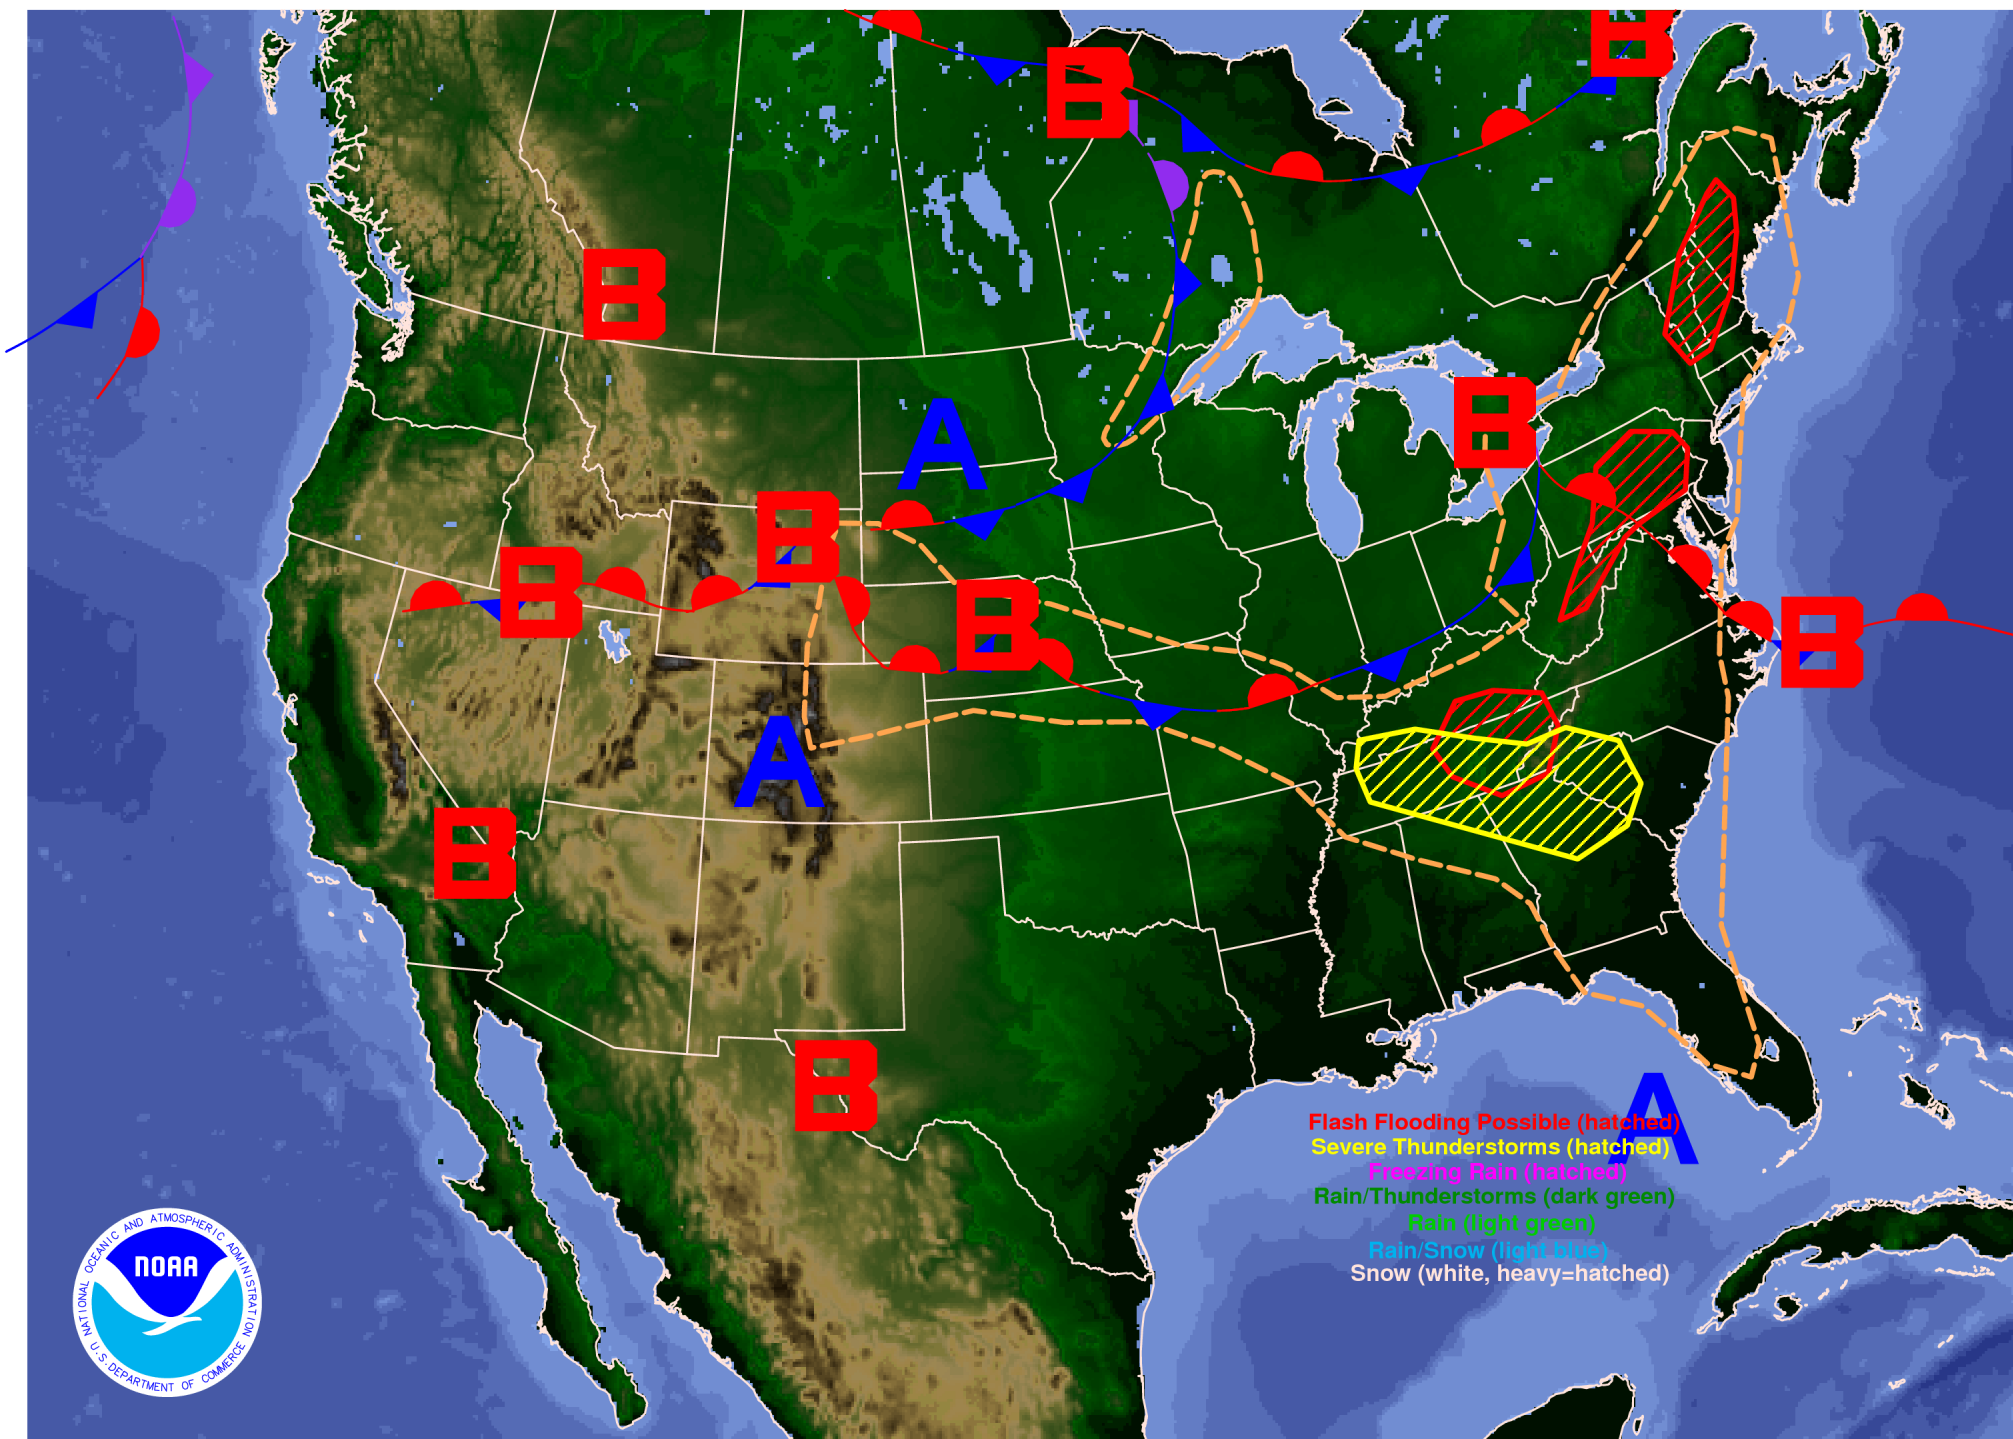 B
B
B
B
A
B
B
B
B
B
B
A
B
B
A
Flash Flooding Possible (hatched)
Severe Thunderstorms (hatched)
Freezing Rain (hatched)
Rain/Thunderstorms (dark green)
Rain (light green)
Rain/Snow (light blue)
Snow (white, heavy=hatched)
NATIONAL OCEANIC AND ATMOSPHERIC ADMINISTRATION
NOAA
U.S. DEPARTMENT OF COMMERCE